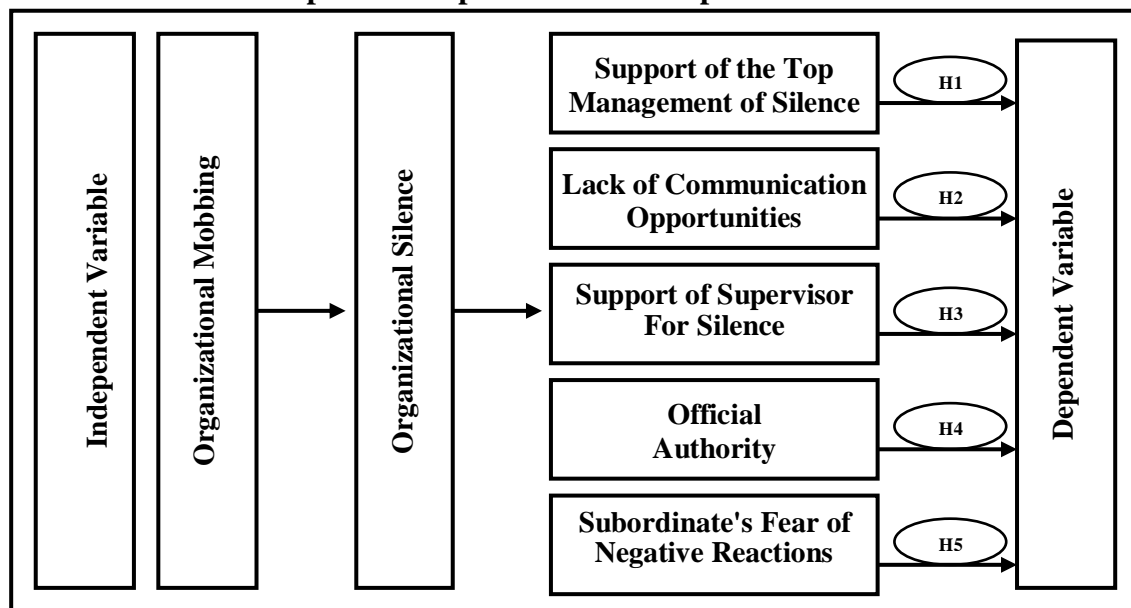 Independent Variable
Organizational Mobbing
Organizational Silence
Support of the Top
Management of Silence
H1
Lack of Communication
Opportunities
H2
Support of Supervisor
For Silence
H3
Official
Authority
H4
Subordinate's Fear of
Negative Reactions
H5
Dependent Variable